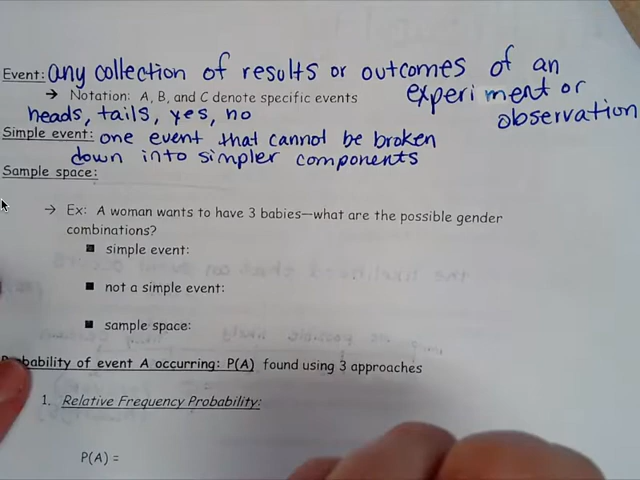 Event: any collection of results or outcomes of an
experiment or
observation
→ Notation: A, B, and C denote specific events
heads, tails, yes, no
Simple event: one event that cannot be broken
down into simpler components
Sample space:
→ Ex: A woman wants to have 3 babies—what are the possible gender
combinations?
▪ simple event:
▪ not a simple event:
▪ sample space:
Probability of event A occurring: P(A) found using 3 approaches
1. Relative Frequency Probability:
P(A) =